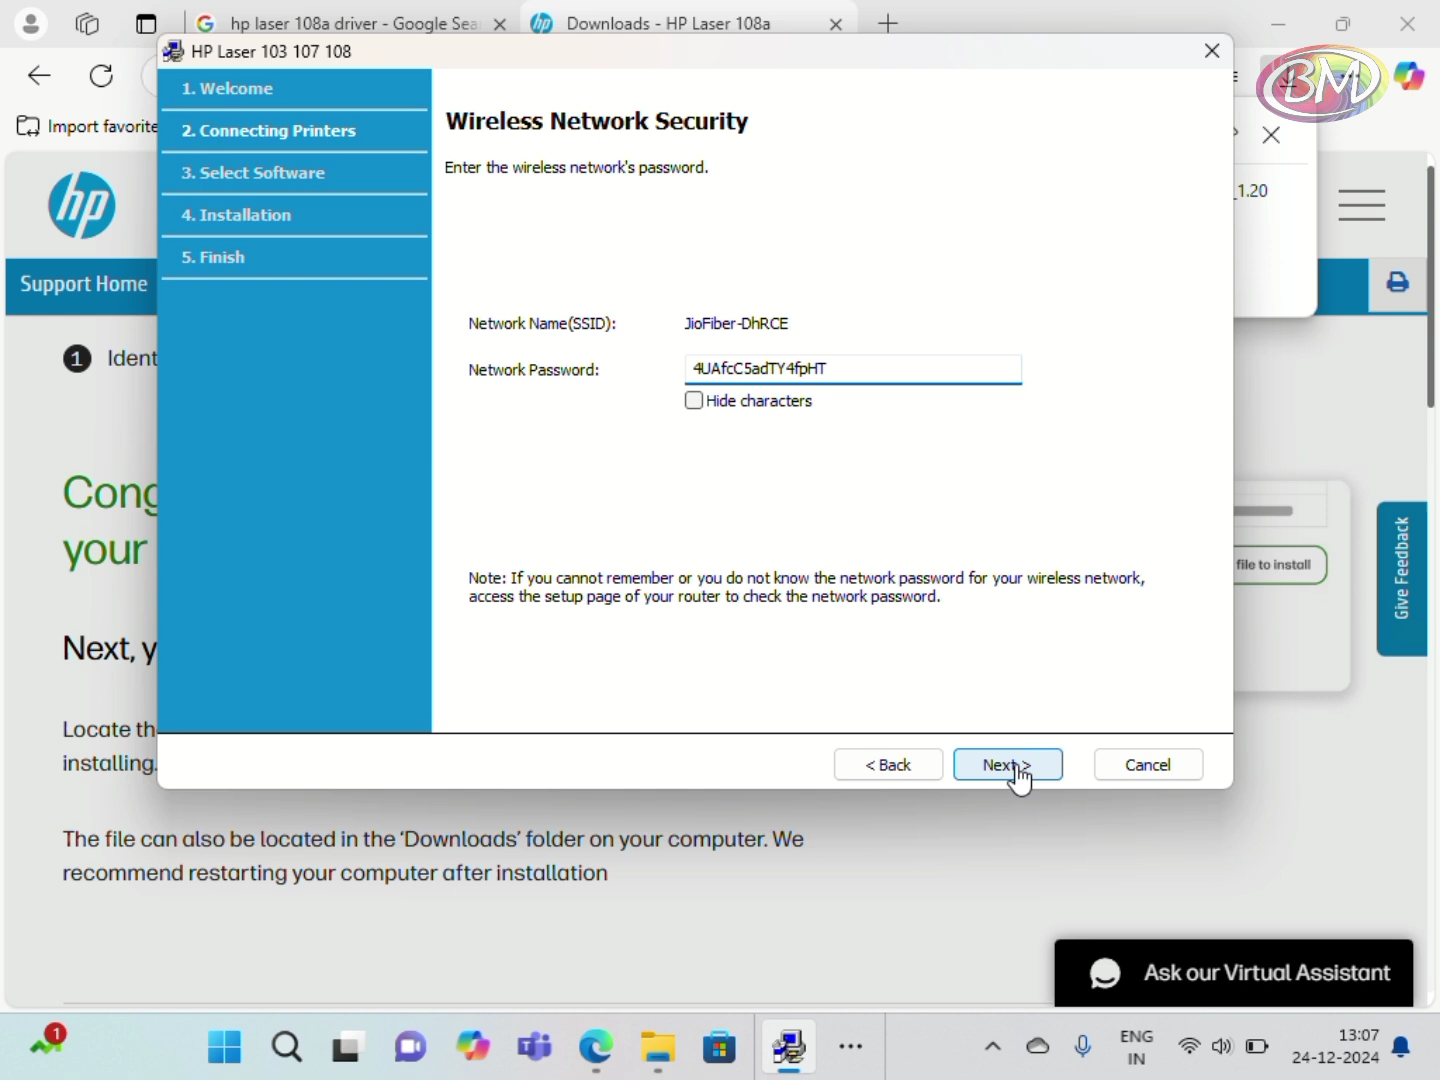 hp laser 108a driver - Google Sea
Downloads - HP Laser 108a
HP Laser 103 107 108
BM
Import favorite
1. Welcome
2. Connecting Printers
3. Select Software
4. Installation
5. Finish
Wireless Network Security
Enter the wireless network's password.
Network Name(SSID): JioFiber-DhRCE
Network Password: 4UAfcC5adTY4fpHT
Hide characters
Note: If you cannot remember or you do not know the network password for your wireless network,
access the setup page of your router to check the network password.
< Back
Next >
Cancel
_1.20
hp
Support Home
1 Ident
Cong
your
file to install
Give Feedback
Next, y
Locate th
installing.
The file can also be located in the ‘Downloads’ folder on your computer. We
recommend restarting your computer after installation
Ask our Virtual Assistant
1
ENG
IN
13:07
24-12-2024